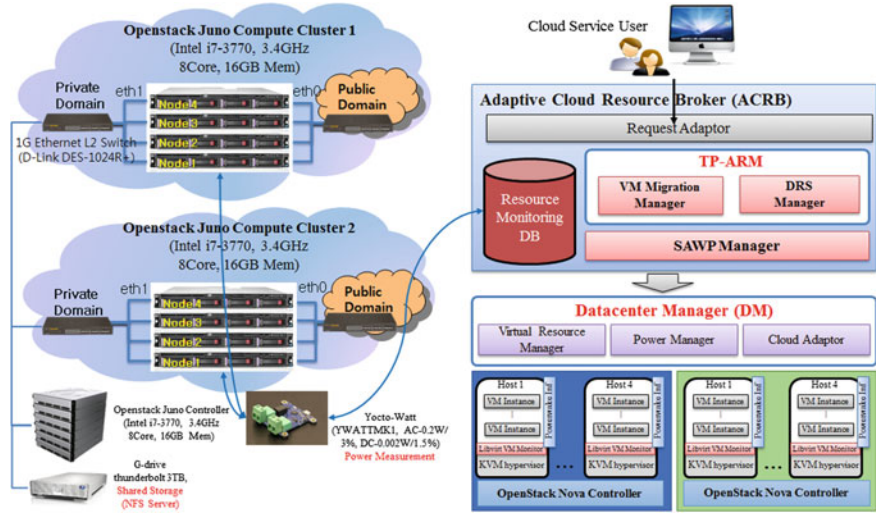 Openstack Juno Compute Cluster 1
(Intel i7-3770, 3.4GHz
8Core, 16GB Mem)
Private
Domain
eth1
eth0
Public
Domain
Node4
Node3
Node2
Node1
1G Ethernet L2 Switch
(D-Link DES-1024R+)
Openstack Juno Compute Cluster 2
(Intel i7-3770, 3.4GHz
8Core, 16GB Mem)
Private
Domain
eth1
eth0
Public
Domain
Node4
Node3
Node2
Node1
Openstack Juno Controller
(Intel i7-3770, 3.4GHz
8Core, 16GB Mem)
G-drive
thunderbolt 3TB,
Shared Storage
(NFS Server)
Yocto-Watt
(YWATTMK1, AC-0.2W/
3%, DC-0.002W/1.5%)
Power Measurement
Cloud Service User
Adaptive Cloud Resource Broker (ACRB)
Request Adaptor
Resource
Monitoring
DB
TP-ARM
VM Migration
Manager
DRS
Manager
SAWP Manager
Datacenter Manager (DM)
Virtual Resource
Manager
Power Manager
Cloud Adaptor
Host 1
VM Instance
VM Instance
Libvirt VM Monitor
KVM hypervisor
Powerwake Inf
...
Host 4
VM Instance
VM Instance
Libvirt VM Monitor
KVM hypervisor
Powerwake Inf
OpenStack Nova Controller
Host 1
VM Instance
VM Instance
Libvirt VM Monitor
KVM hypervisor
Powerwake Inf
...
Host 4
VM Instance
VM Instance
Libvirt VM Monitor
KVM hypervisor
Powerwake Inf
OpenStack Nova Controller